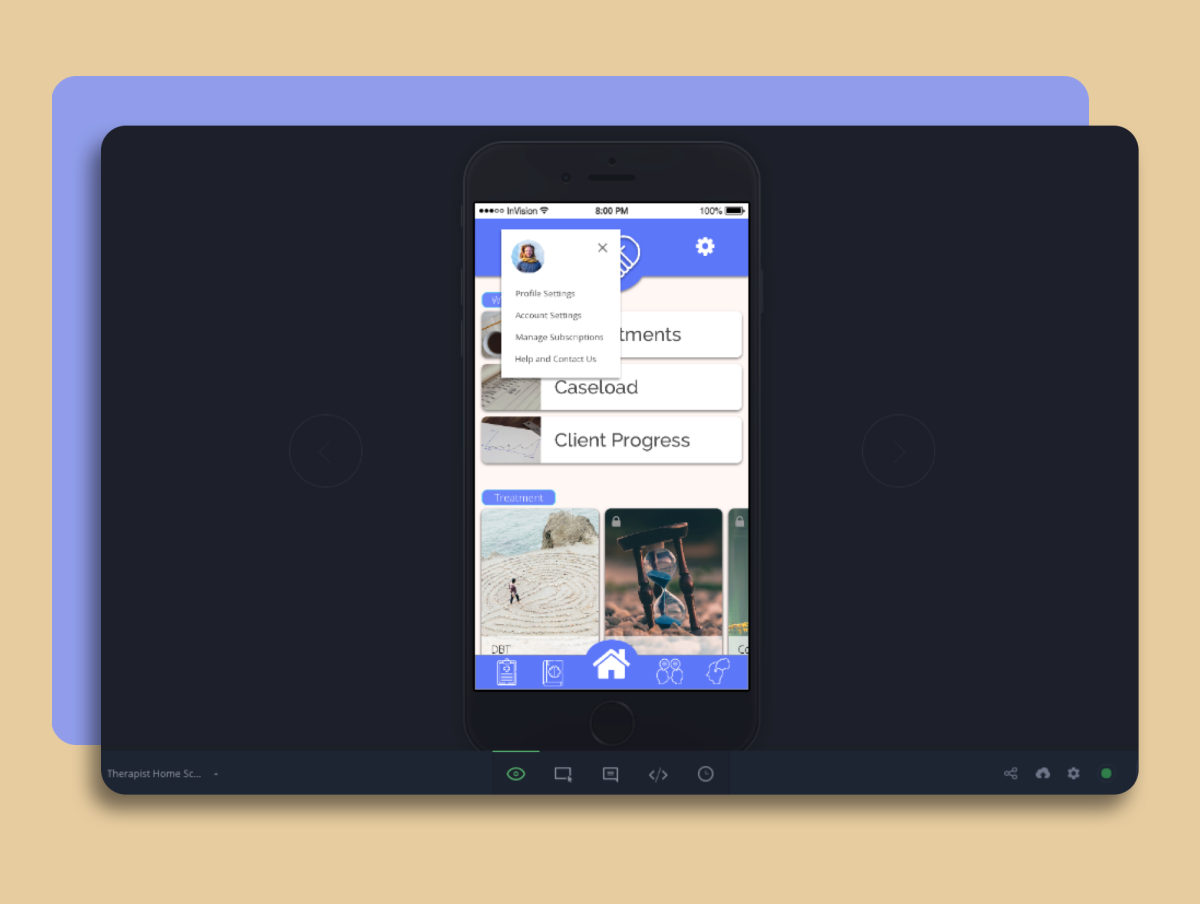 InVision
8:00 PM
100%
Profile Settings
Account Settings
Manage Subscriptions
Help and Contact Us
W
tments
Caseload
Client Progress
Treatment
DBT
Co
Therapist Home Sc...